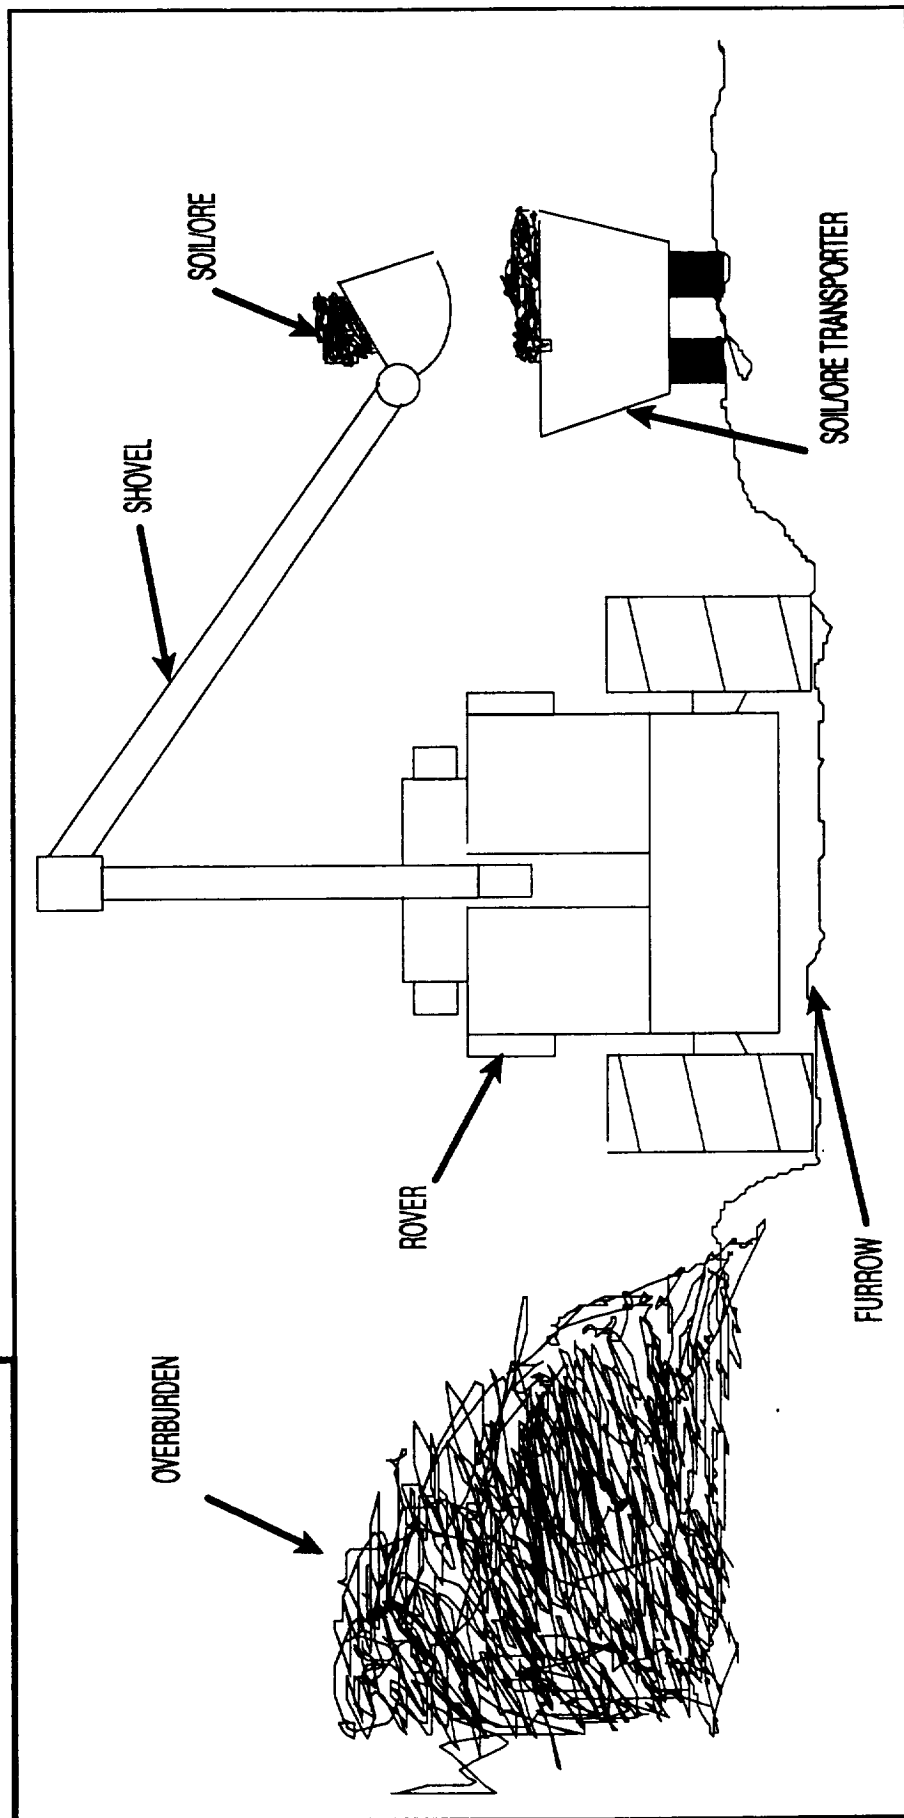 OVERBURDEN
SHOVEL
SOIL/ORE
ROVER
FURROW
SOIL/ORE TRANSPORTER